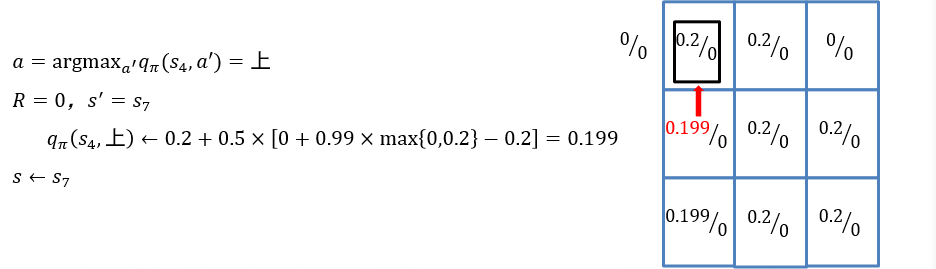 a = argmax_{a′} q_π(s_4, a′) = 上
R = 0，s′ = s_7
q_π(s_4, 上) ← 0.2 + 0.5 × [0 + 0.99 × max{0,0.2} − 0.2] = 0.199
s ← s_7
0/0 0.2/0 0.2/0 0/0
0.199/0 0.2/0 0.2/0
0.199/0 0.2/0 0.2/0